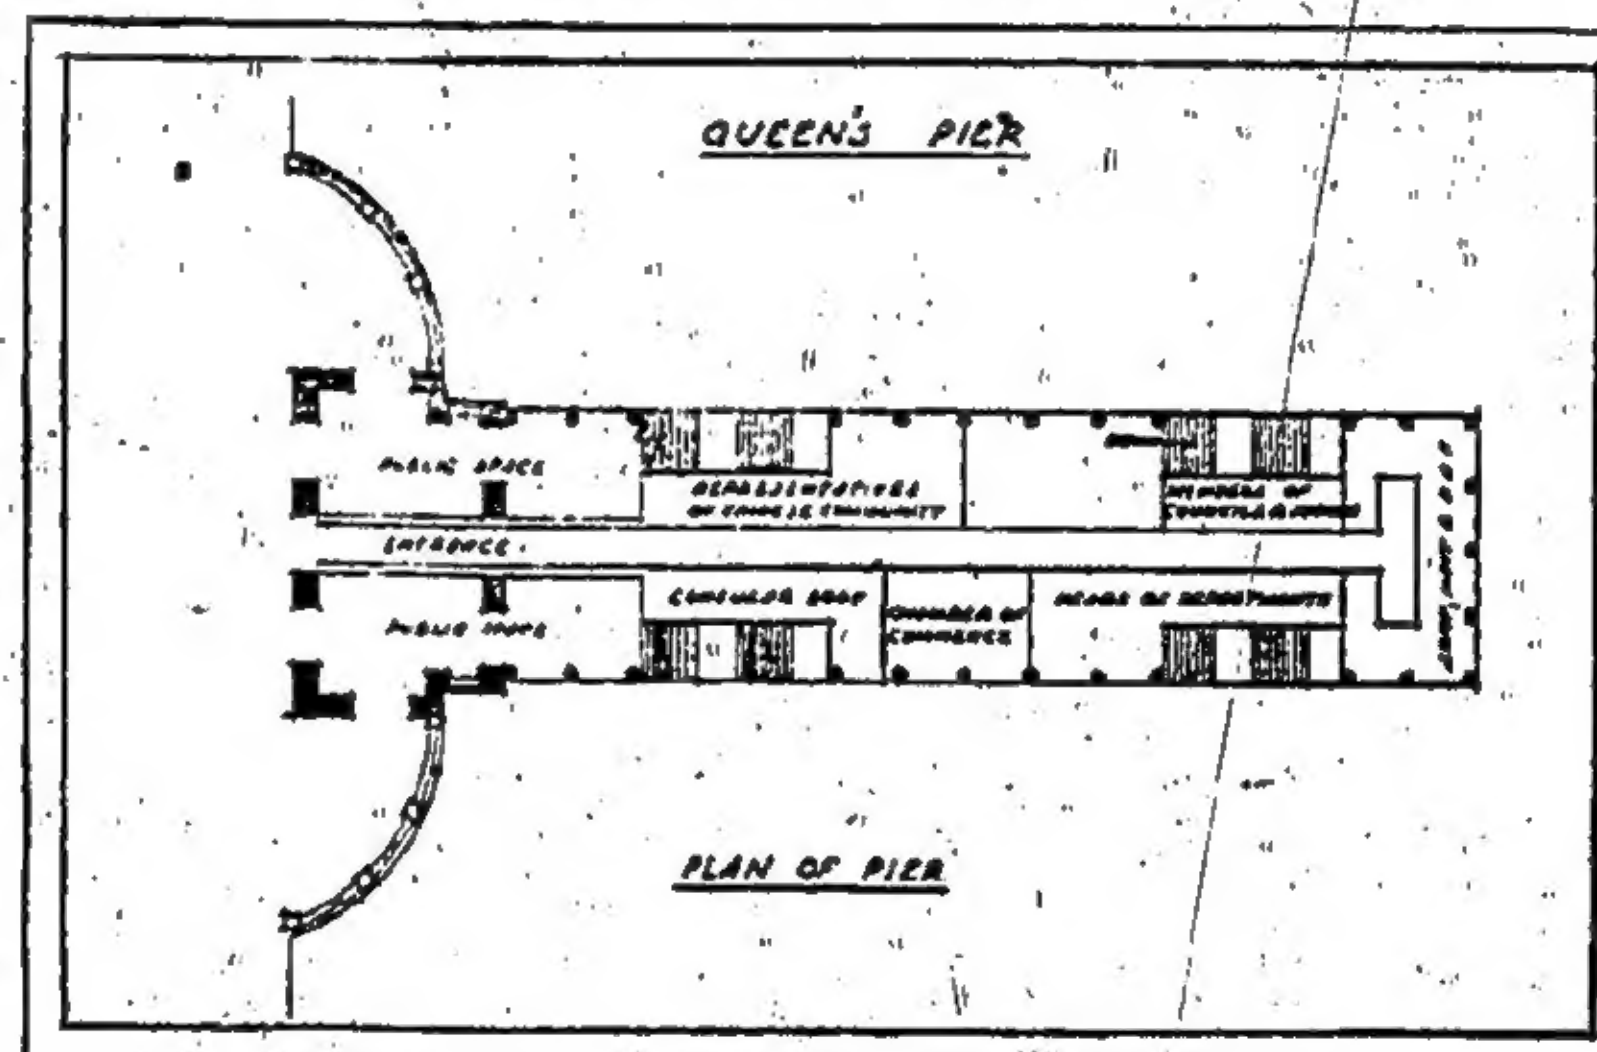 QUEEN'S PIER
PUBLIC SPACE
REPRESENTATIVES
OF CHINESE COMMUNITY
MEMBERS OF
ENTRANCE
CONSULAR BODY
CHAMBER OF
COMMERCE
HEADS OF DEPARTMENTS
PUBLIC SPACE
PLAN OF PIER